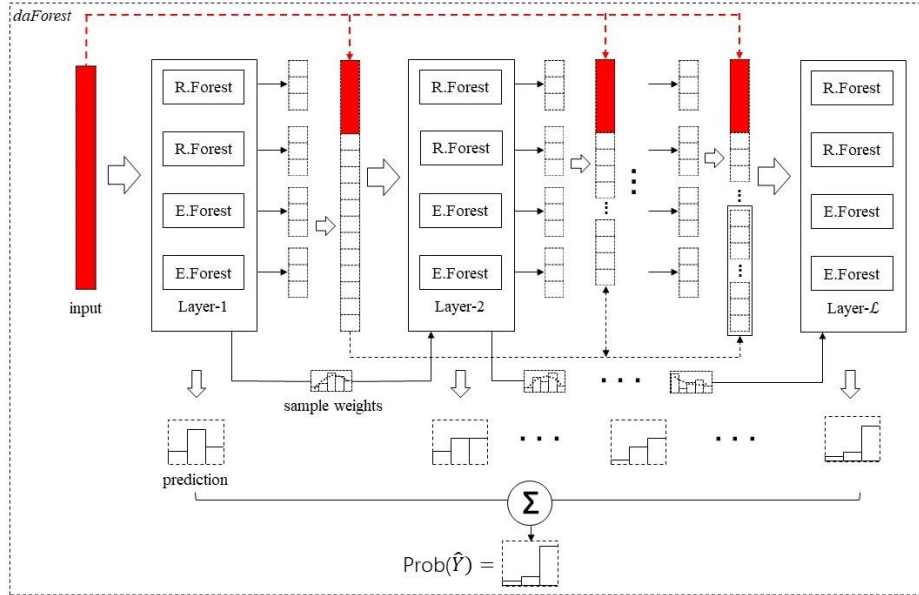 daForest
R.Forest
R.Forest
E.Forest
E.Forest
Layer-1
R.Forest
R.Forest
E.Forest
E.Forest
Layer-2
R.Forest
R.Forest
E.Forest
E.Forest
Layer-ℒ
input
sample weights
prediction
Σ
Prob(Ŷ) =